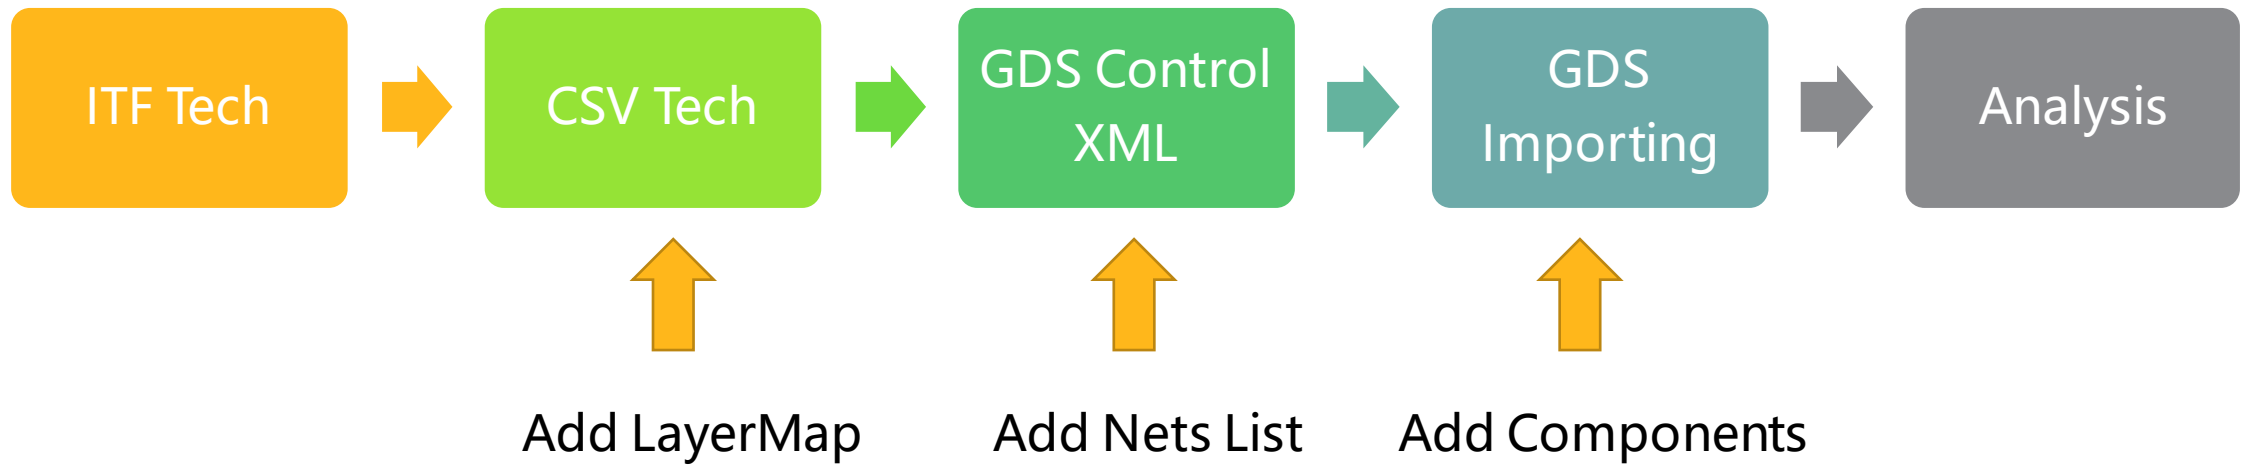 ITF Tech
CSV Tech
GDS Control
XML
GDS
Importing
Analysis
Add LayerMap
Add Nets List
Add Components